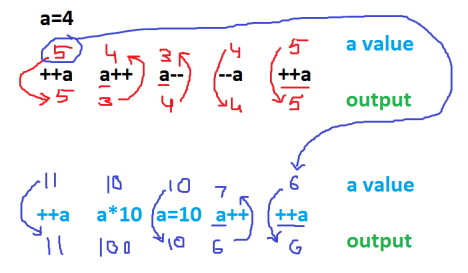 a=4
5 4 3 4 5 a value
++a a++ a-- --a ++a
5 3 4 4 5 output
11 10 10 7 6 a value
++a a*10 a=10 a++ ++a
11 100 10 6 6 output